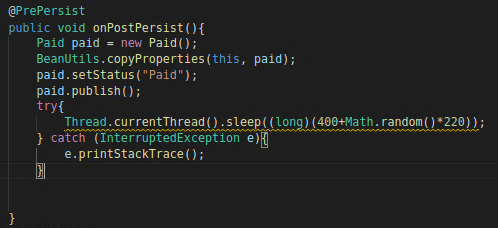 @PrePersist
public void onPostPersist(){
    Paid paid = new Paid();
    BeanUtils.copyProperties(this, paid);
    paid.setStatus("Paid");
    paid.publish();
    try{
        Thread.currentThread().sleep((long)(400+Math.random()*220));
    } catch (InterruptedException e){
        e.printStackTrace();
    }
}